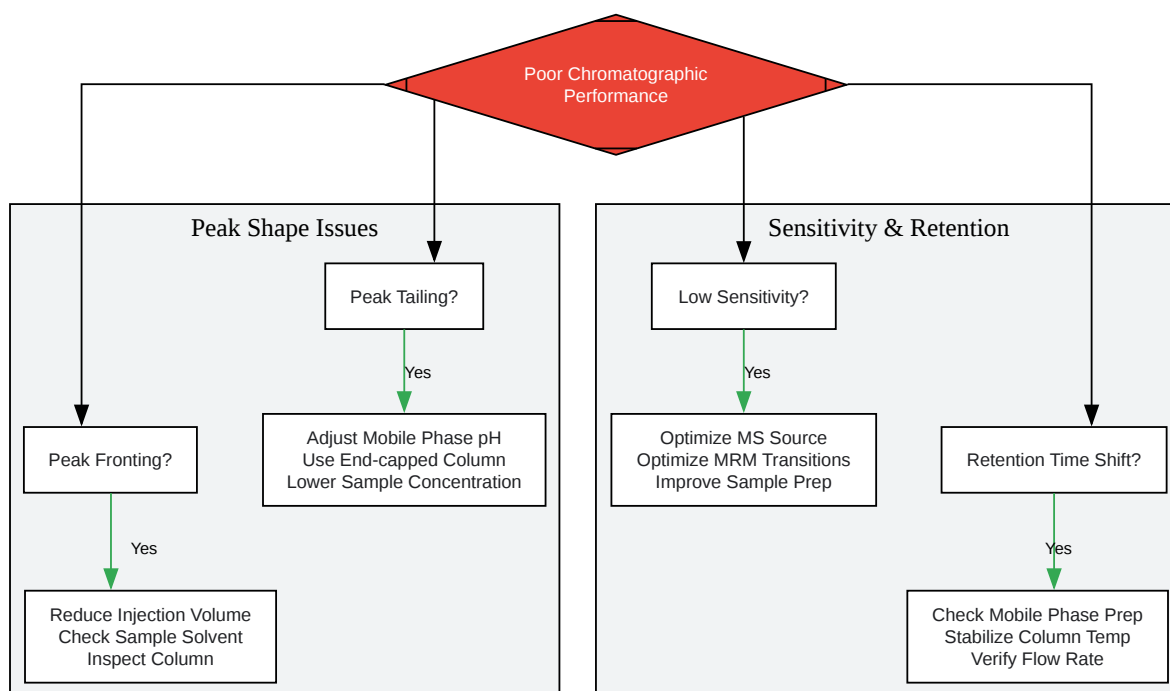 Poor Chromatographic
Performance
Peak Shape Issues
Sensitivity & Retention
Peak Tailing?
Low Sensitivity?
Yes
Yes
Adjust Mobile Phase pH
Use End-capped Column
Lower Sample Concentration
Optimize MS Source
Optimize MRM Transitions
Improve Sample Prep
Peak Fronting?
Retention Time Shift?
Yes
Yes
Reduce Injection Volume
Check Sample Solvent
Inspect Column
Check Mobile Phase Prep
Stabilize Column Temp
Verify Flow Rate